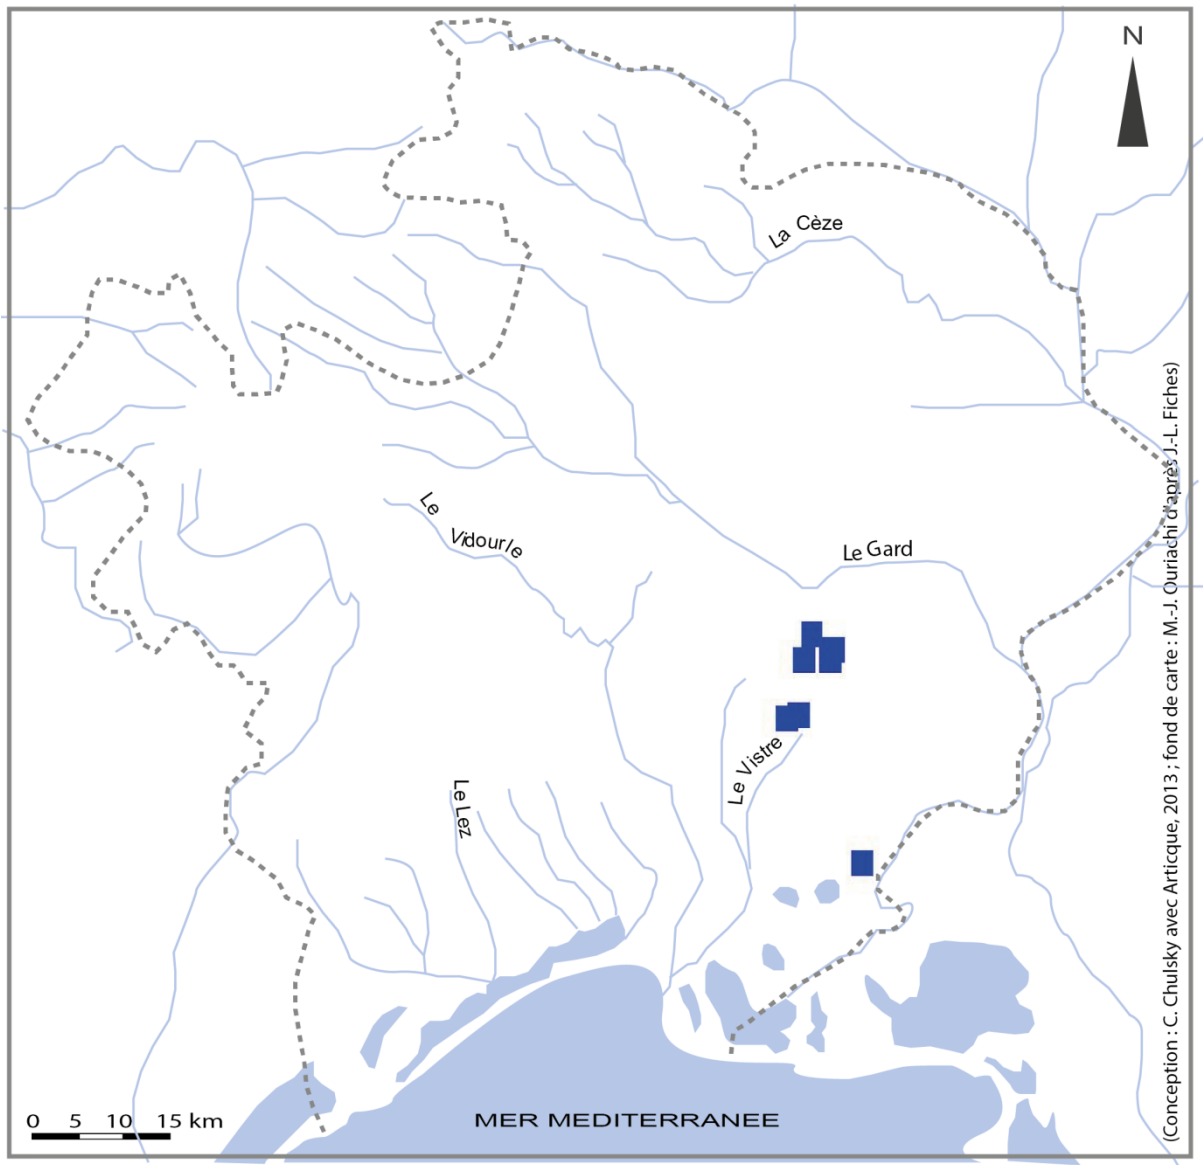 N
La Cèze
Le Vidourle
Le Gard
Le Vistre
Le Lez
0 5 10 15 km
MER MEDITERRANEE
(Conception : C. Chulsky avec Articque, 2013 ; fond de carte : M.-J. Ouriachi d'après J.-L. Fiches)